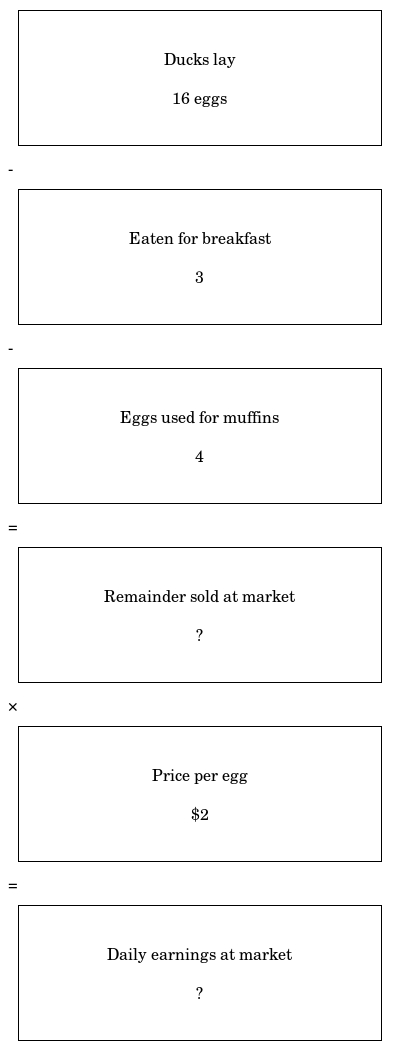 Ducks lay
16 eggs
-
Eaten for breakfast
3
-
Eggs used for muffins
4
=
Remainder sold at market
?
×
Price per egg
$2
=
Daily earnings at market
?